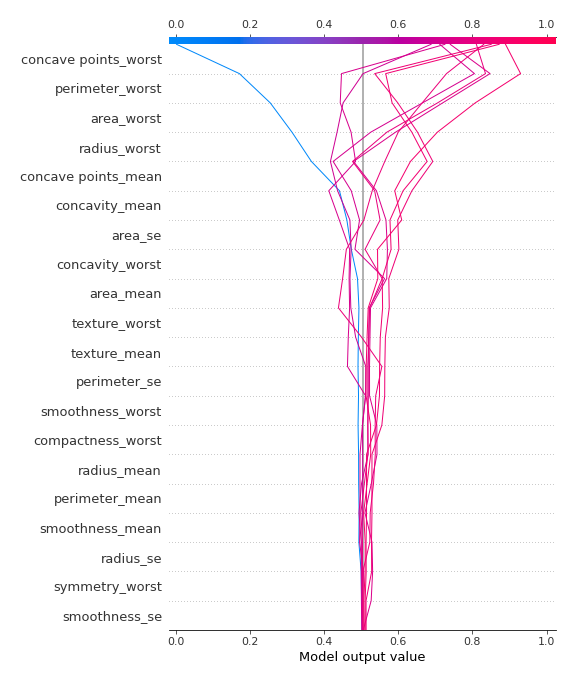 0.0 0.2 0.4 0.6 0.8 1.0
concave points_worst
perimeter_worst
area_worst
radius_worst
concave points_mean
concavity_mean
area_se
concavity_worst
area_mean
texture_worst
texture_mean
perimeter_se
smoothness_worst
compactness_worst
radius_mean
perimeter_mean
smoothness_mean
radius_se
symmetry_worst
smoothness_se
0.0 0.2 0.4 0.6 0.8 1.0
Model output value